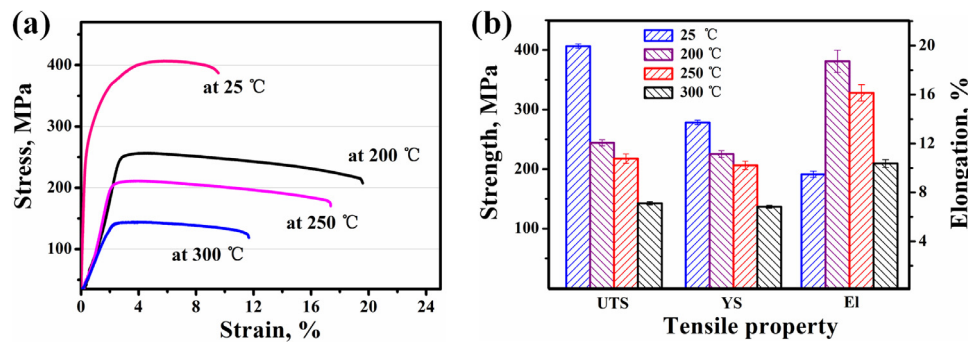 (a)
Stress, MPa
400
300
200
100
at 25 ℃
at 200 ℃
at 250 ℃
at 300 ℃
0 4 8 12 16 20 24
Strain, %
(b)
Strength, MPa
400
300
200
100
25 ℃
200 ℃
250 ℃
300 ℃
20
16
12
8
4
Elongation, %
UTS YS El
Tensile property